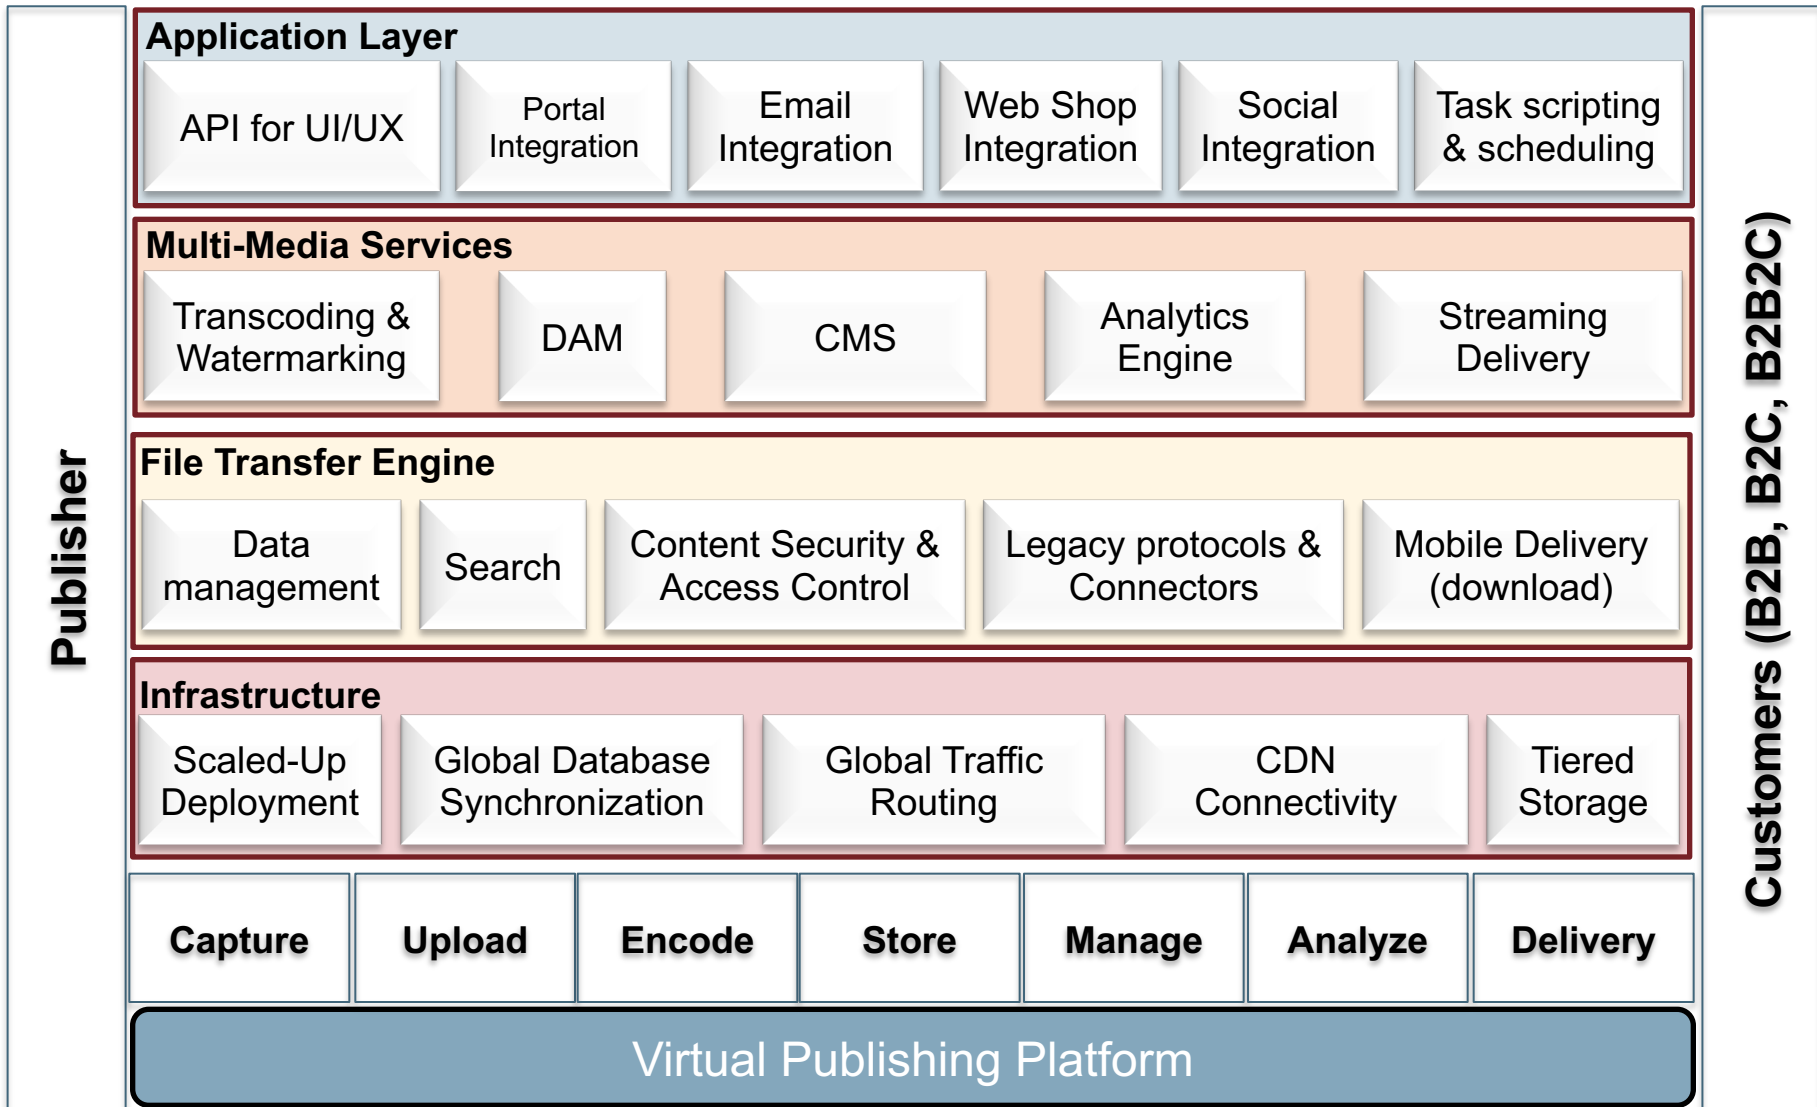 Publisher
Application Layer
API for UI/UX
Portal
Integration
Email
Integration
Web Shop
Integration
Social
Integration
Task scripting
& scheduling
Multi-Media Services
Transcoding &
Watermarking
DAM
CMS
Analytics
Engine
Streaming
Delivery
File Transfer Engine
Data
management
Search
Content Security &
Access Control
Legacy protocols &
Connectors
Mobile Delivery
(download)
Infrastructure
Scaled-Up
Deployment
Global Database
Synchronization
Global Traffic
Routing
CDN
Connectivity
Tiered
Storage
Capture
Upload
Encode
Store
Manage
Analyze
Delivery
Virtual Publishing Platform
Customers (B2B, B2C, B2B2C)